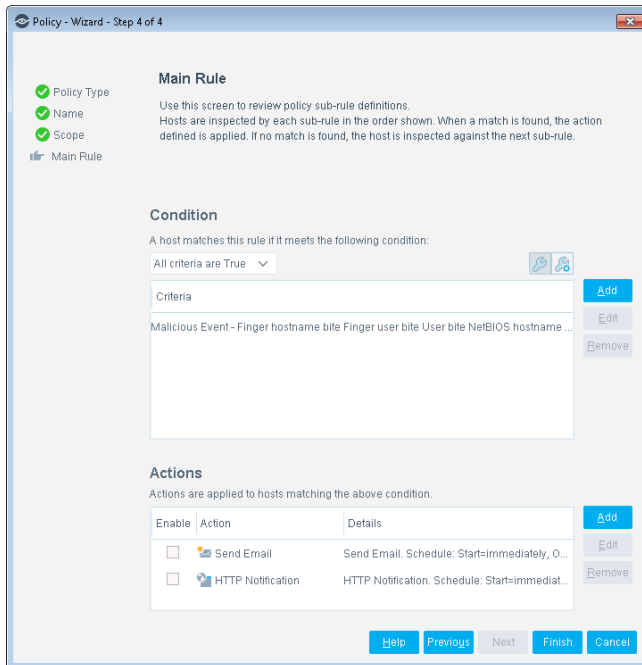 Policy - Wizard - Step 4 of 4
Policy Type
Name
Scope
Main Rule
Main Rule
Use this screen to review policy sub-rule definitions.
Hosts are inspected by each sub-rule in the order shown. When a match is found, the action
defined is applied. If no match is found, the host is inspected against the next sub-rule.
Condition
A host matches this rule if it meets the following condition:
All criteria are True
Criteria
Add
Malicious Event - Finger hostname bite Finger user bite User bite NetBIOS hostname ...
Edit
Remove
Actions
Actions are applied to hosts matching the above condition.
Enable Action Details
Add
Send Email Send Email. Schedule: Start=immediately, O...
Edit
HTTP Notification HTTP Notification. Schedule: Start=immediat...
Remove
Help Previous Next Finish Cancel